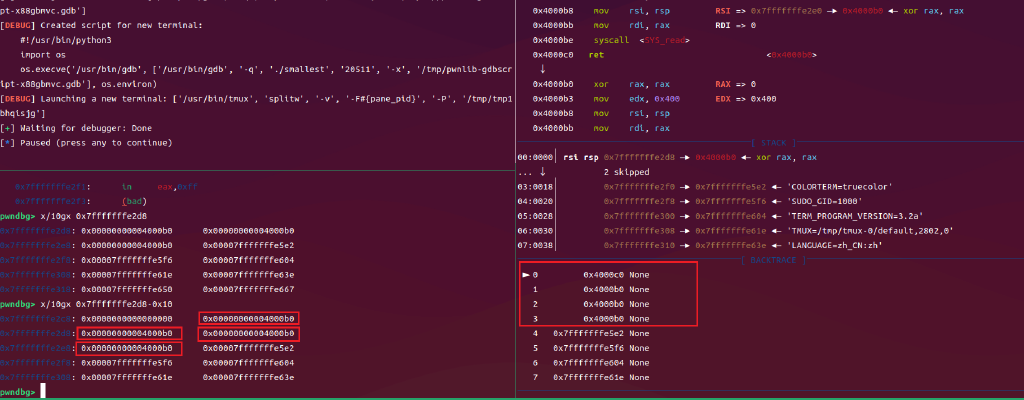 pt-x88gbmvc.gdb']
[DEBUG] Created script for new terminal:
#!/usr/bin/python3
import os
os.execve('/usr/bin/gdb', ['/usr/bin/gdb', '-q', './smallest', '20511', '-x', '/tmp/pwnlib-gdbscr
ipt-x88gbmvc.gdb'], os.environ)
[DEBUG] Launching a new terminal: ['/usr/bin/tmux', 'splitw', '-v', '-F#{pane_pid}', '-P', '/tmp/tmp1
bhqisjg']
[+] Waiting for debugger: Done
[*] Paused (press any to continue)
in eax,0xff
(bad)
pwndbg> x/10gx 0x7fffffffe2d8
0x7fffffffe2d8: 0x00000000004000b0 0x00000000004000b0
0x7fffffffe2e8: 0x00000000004000b0 0x00007fffffffe5e2
0x7fffffffe2f8: 0x00007fffffffe5f6 0x00007fffffffe604
0x7fffffffe308: 0x00007fffffffe61e 0x00007fffffffe63e
0x7fffffffe318: 0x00007fffffffe650 0x00007fffffffe667
pwndbg> x/10gx 0x7fffffffe2d8-0x10
0x7fffffffe2c8: 0x0000000000000000 0x00000000004000b0
0x7fffffffe2d8: 0x00000000004000b0 0x00000000004000b0
0x7fffffffe2e8: 0x00000000004000b0 0x00007fffffffe5e2
0x7fffffffe2f8: 0x00007fffffffe5f6 0x00007fffffffe604
0x7fffffffe308: 0x00007fffffffe61e 0x00007fffffffe63e
pwndbg>
0x4000b8 mov rsi, rsp RSI => 0x7fffffffe2e0 —▸ 0x4000b0 ◂— xor rax, rax
0x4000bb mov rdi, rax RDI => 0
0x4000be syscall <SYS_read>
0x4000c0 ret <0x4000b0>
↓
0x4000b0 xor rax, rax RAX => 0
0x4000b3 mov edx, 0x400 EDX => 0x400
0x4000b8 mov rsi, rsp
0x4000bb mov rdi, rax
[ STACK ]
00:0000│ rsi rsp 0x7fffffffe2d8 —▸ 0x4000b0 ◂— xor rax, rax
... ↓ 2 skipped
03:0018│ 0x7fffffffe2f0 —▸ 0x7fffffffe5e2 ◂— 'COLORTERM=truecolor'
04:0020│ 0x7fffffffe2f8 —▸ 0x7fffffffe5f6 ◂— 'SUDO_GID=1000'
05:0028│ 0x7fffffffe300 —▸ 0x7fffffffe604 ◂— 'TERM_PROGRAM_VERSION=3.2a'
06:0030│ 0x7fffffffe308 —▸ 0x7fffffffe61e ◂— 'TMUX=/tmp/tmux-0/default,2802,0'
07:0038│ 0x7fffffffe310 —▸ 0x7fffffffe63e ◂— 'LANGUAGE=zh_CN:zh'
[ BACKTRACE ]
► 0 0x4000c0 None
1 0x4000b0 None
2 0x4000b0 None
3 0x4000b0 None
4 0x7fffffffe5e2 None
5 0x7fffffffe5f6 None
6 0x7fffffffe604 None
7 0x7fffffffe61e None